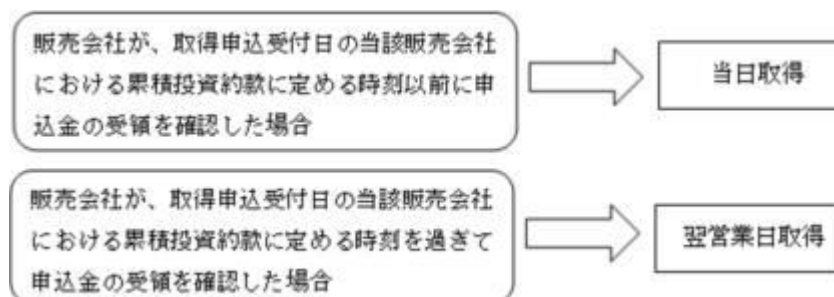 販売会社が、取得申込受付日の当該販売会社
における累積投資約款に定める時刻以前に申
込金の受領を確認した場合
当日取得
販売会社が、取得申込受付日の当該販売会社
における累積投資約款に定める時刻を過ぎて
申込金の受領を確認した場合
翌営業日取得